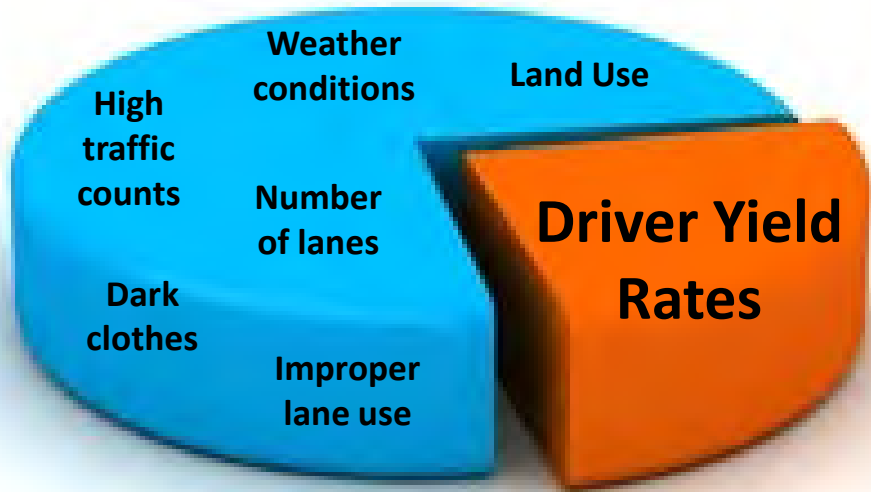 Weather
conditions
Land Use
High
traffic
counts
Number
of lanes
Driver Yield
Rates
Dark
clothes
Improper
lane use